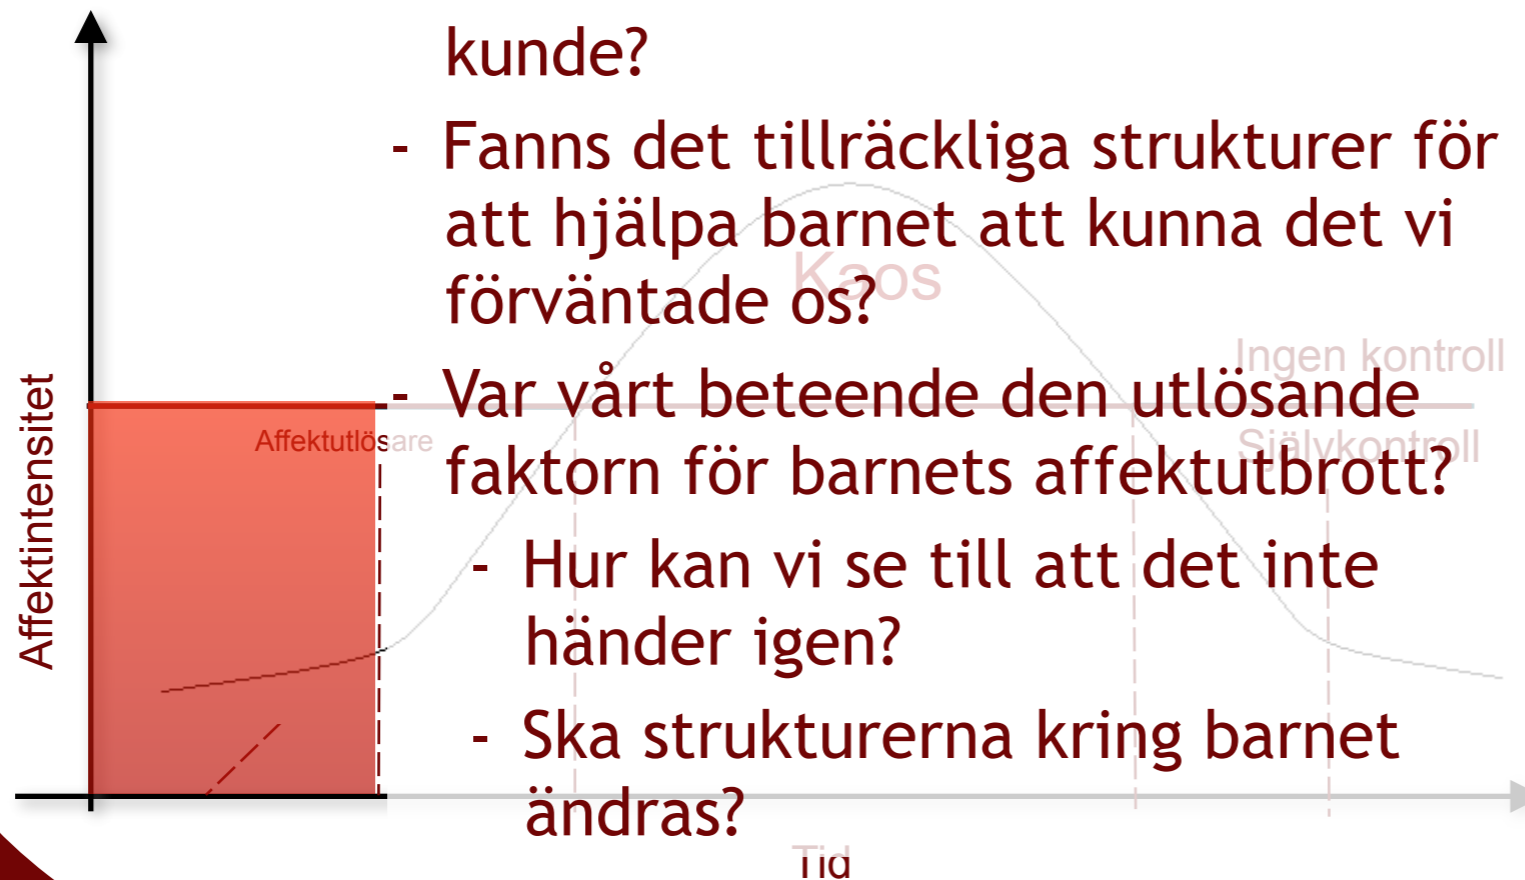 kunde?
- Fanns det tillräckliga strukturer för
att hjälpa barnet att kunna det vi
Kaos
förväntade os?
Ingen kontroll
- Var vårt beteende den utlösande
Affektutlösare
Självkontroll
faktorn för barnets affektutbrott?
Affektintensitet
- Hur kan vi se till att det inte
händer igen?
- Ska strukturerna kring barnet
ändras?
Tid